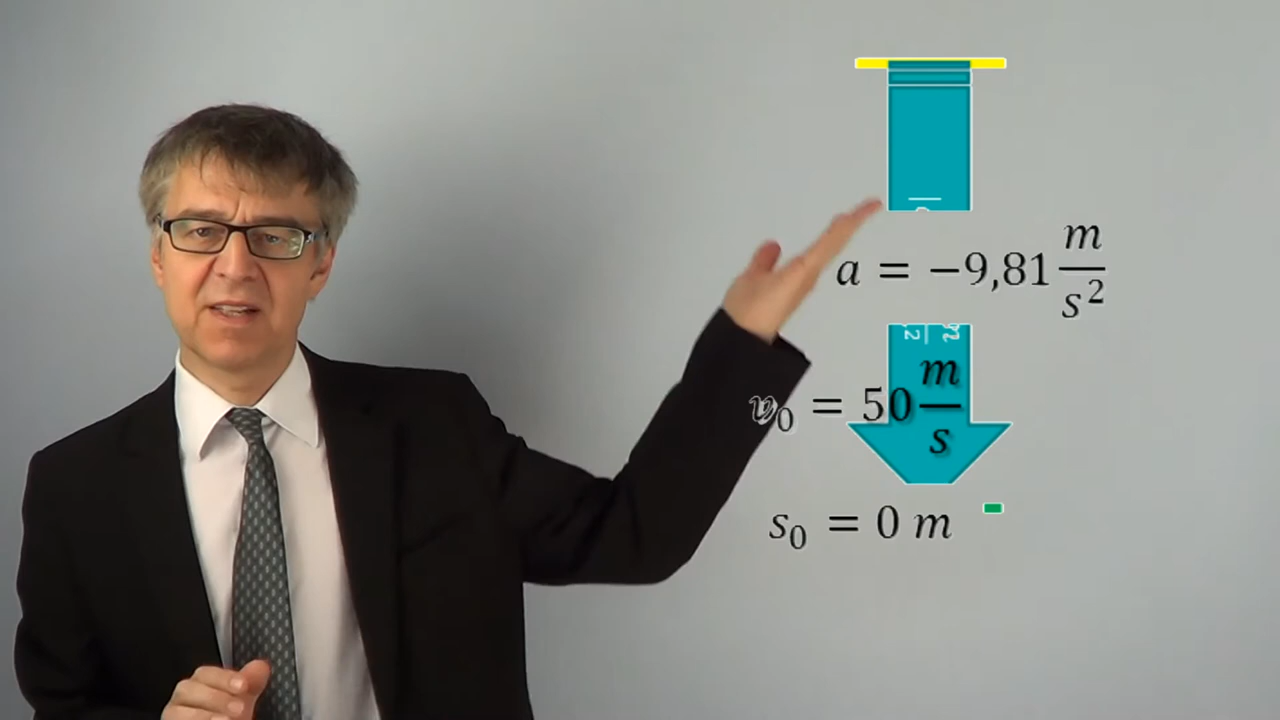 a = −9,81 m/s²
v₀ = 50 m/s
s₀ = 0 m